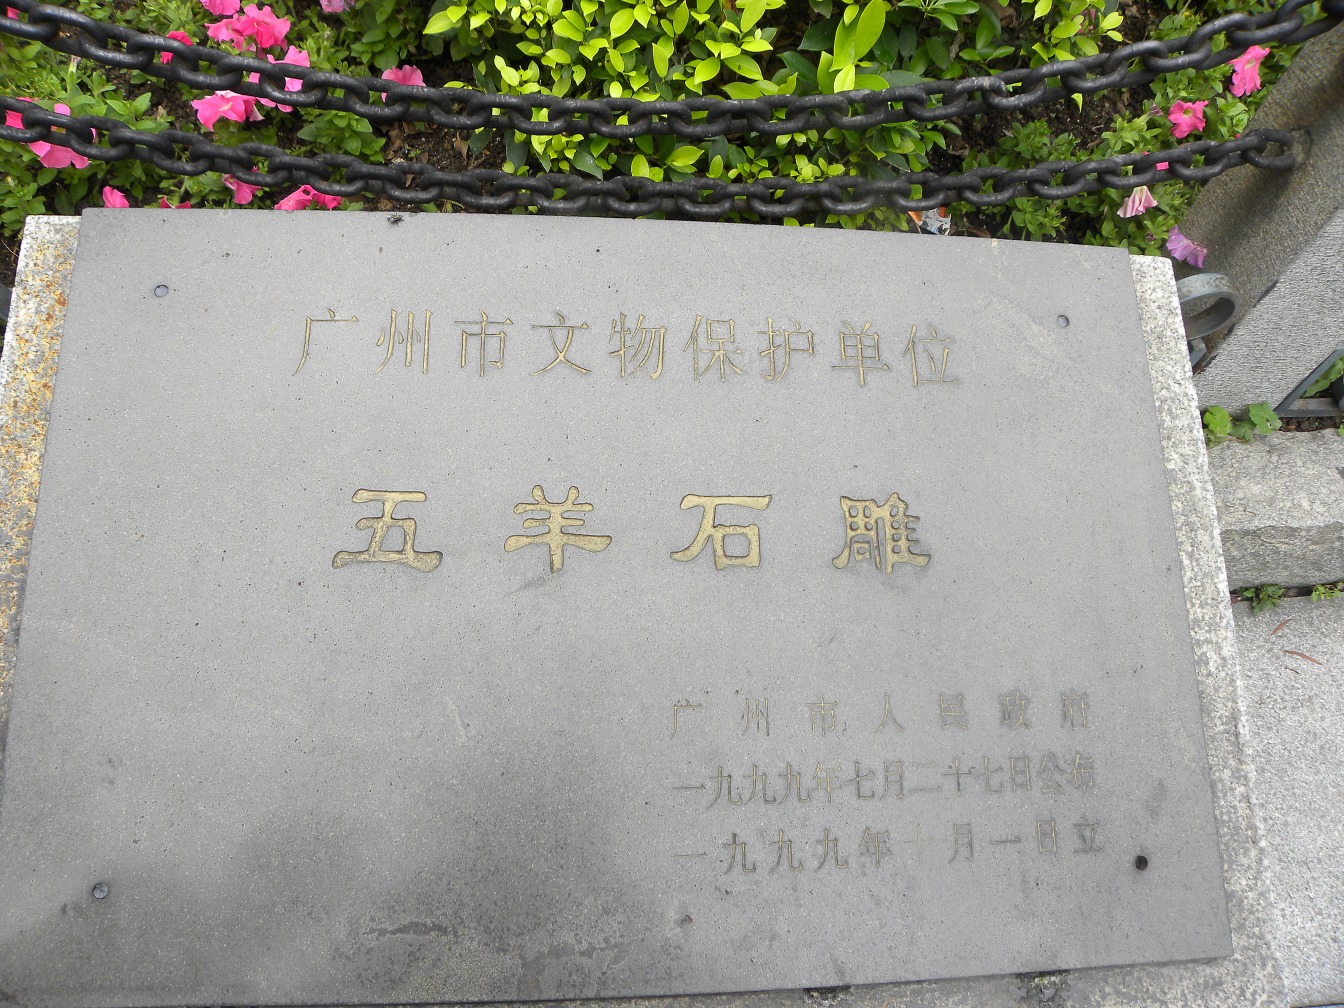 广州市文物保护单位
五羊石雕
广州市人民政府
一九九九年七月二十七日公布
一九九九年十月一日立